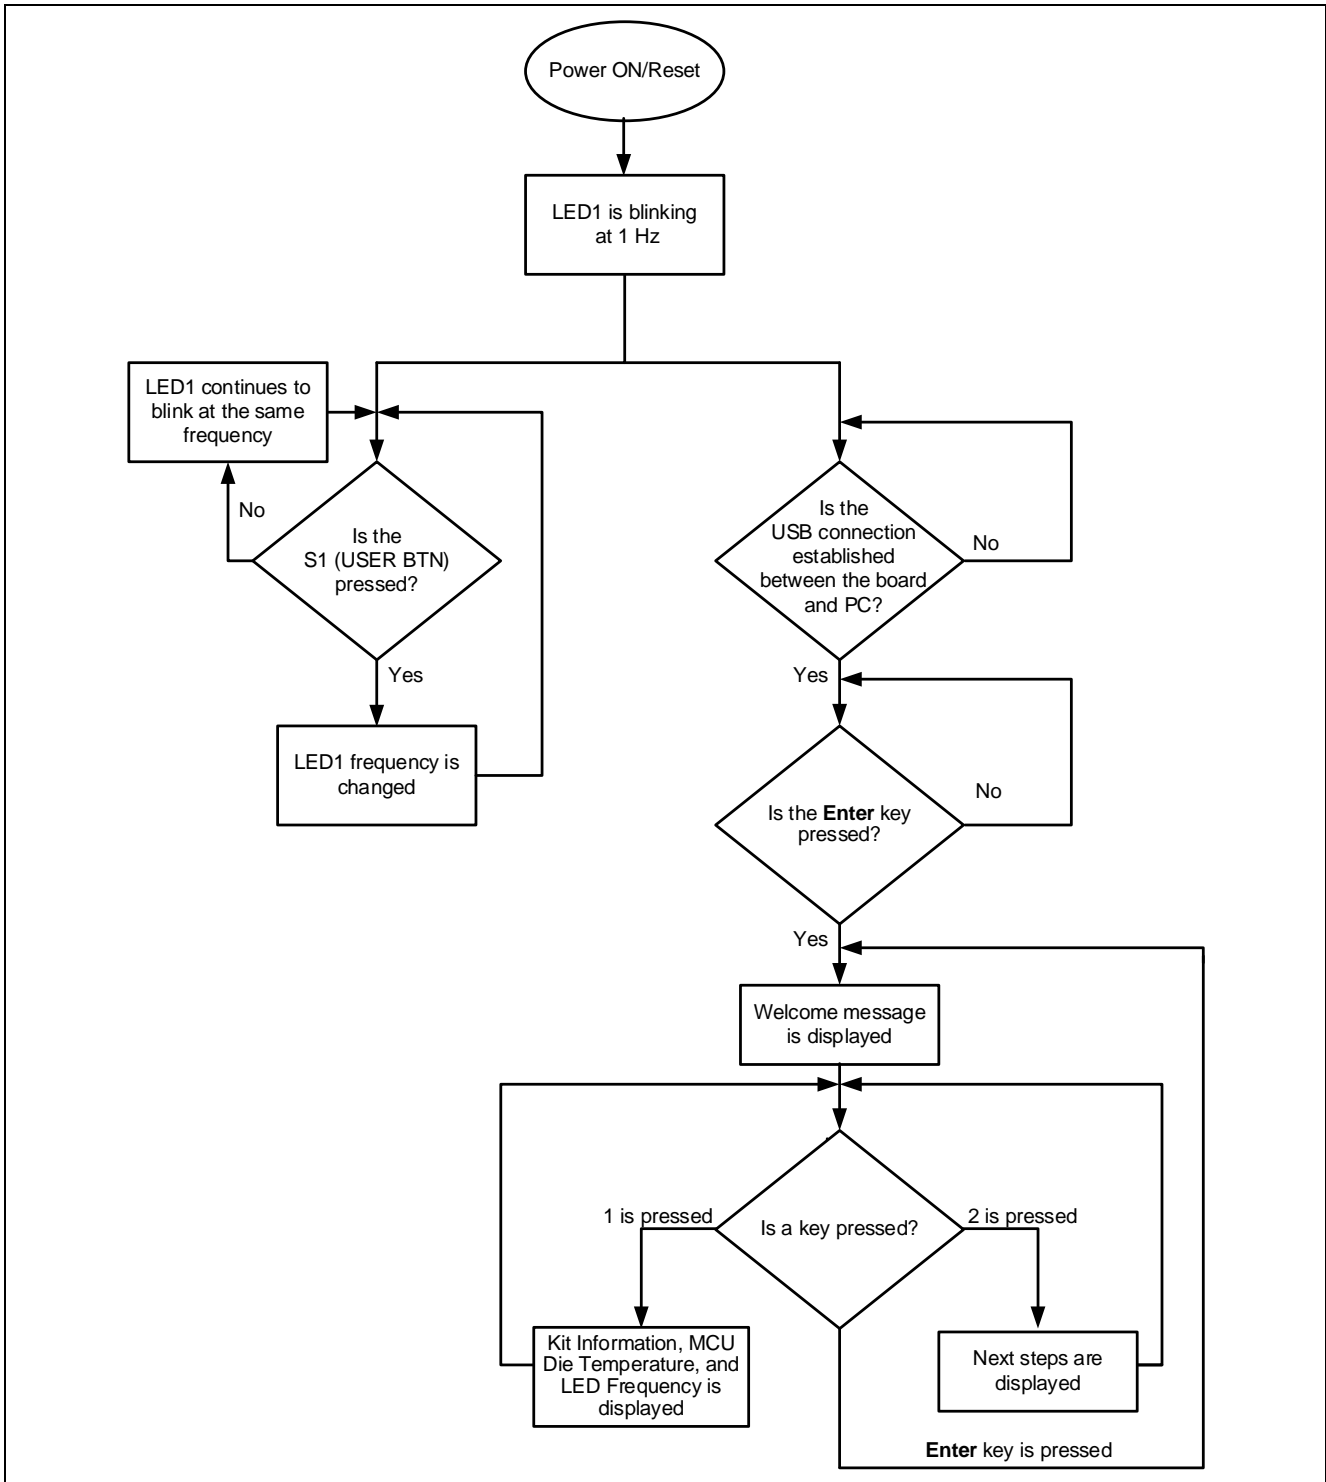 Power ON/Reset
LED1 is blinking
at 1 Hz
LED1 continues to
blink at the same
frequency
No
Is the
S1 (USER BTN)
pressed?
Yes
LED1 frequency is
changed
Is the
USB connection
established
between the board
and PC?
No
Yes
Is the Enter key
pressed?
No
Yes
Welcome message
is displayed
Is a key pressed?
1 is pressed
2 is pressed
Kit Information, MCU
Die Temperature, and
LED Frequency is
displayed
Next steps are
displayed
Enter key is pressed